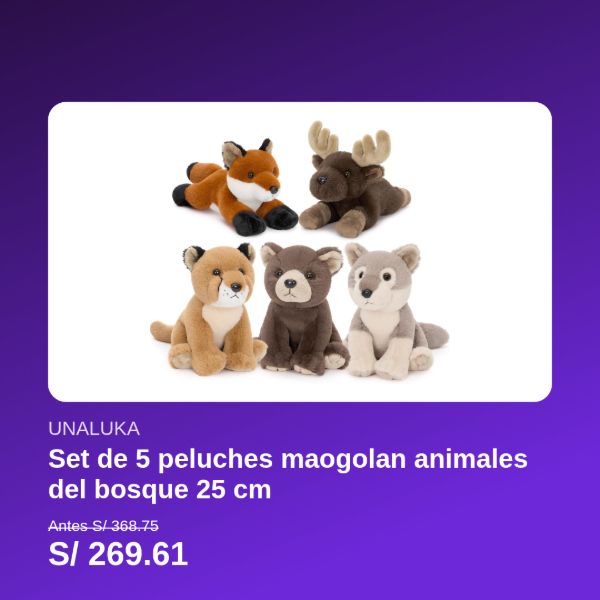 UNALUKA
Set de 5 peluches maogolan animales
del bosque 25 cm
Antes S/ 368.75
S/ 269.61